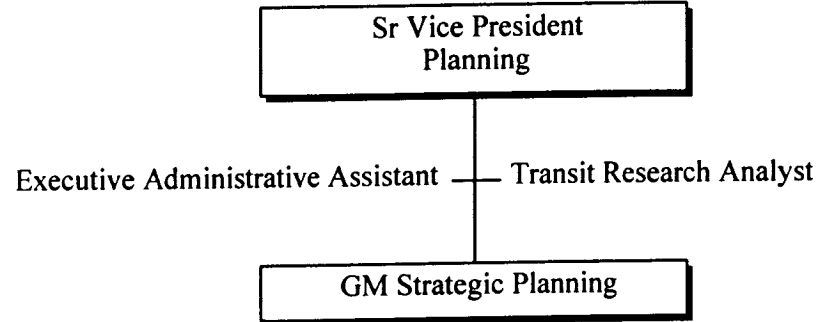 Sr Vice President
Planning
Executive Administrative Assistant
Transit Research Analyst
GM Strategic Planning